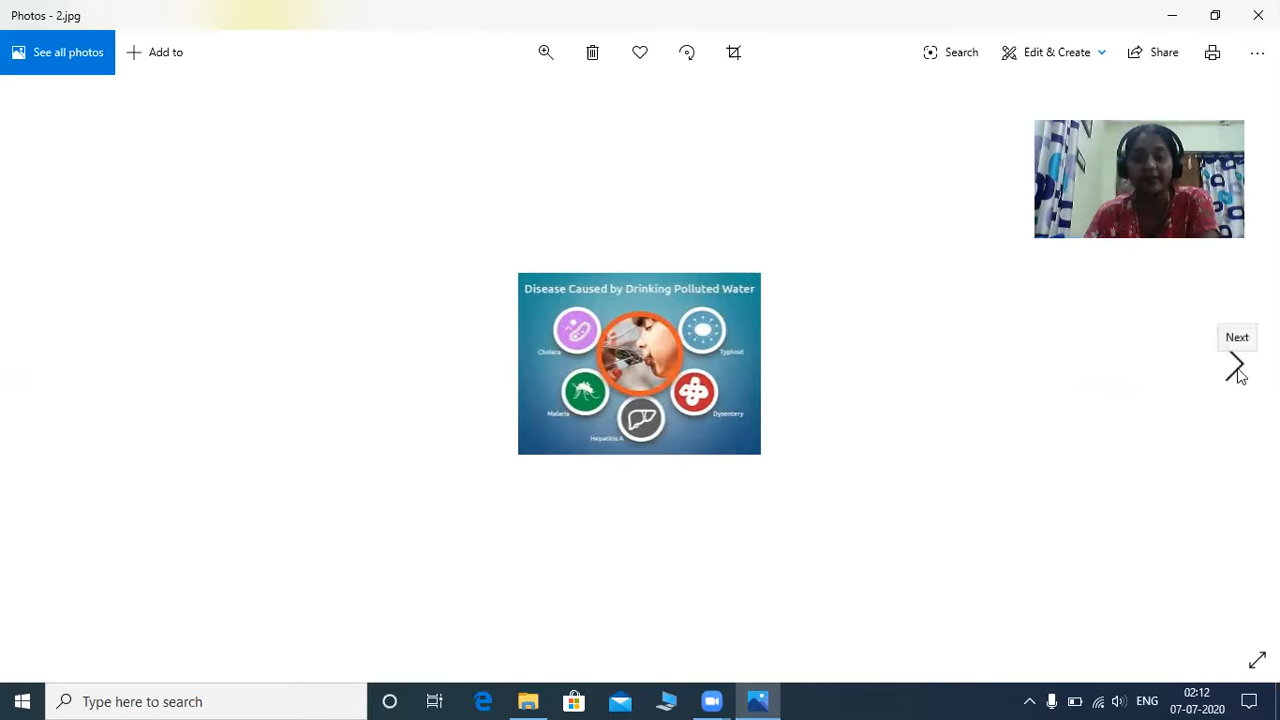 Photos - 2.jpg
See all photos
Add to
Search
Edit & Create
Share
Disease Caused by Drinking Polluted Water
Cholera
Typhoid
Malaria
Dysentery
Hepatitis A
Next
Type here to search
ENG
02:12
07-07-2020